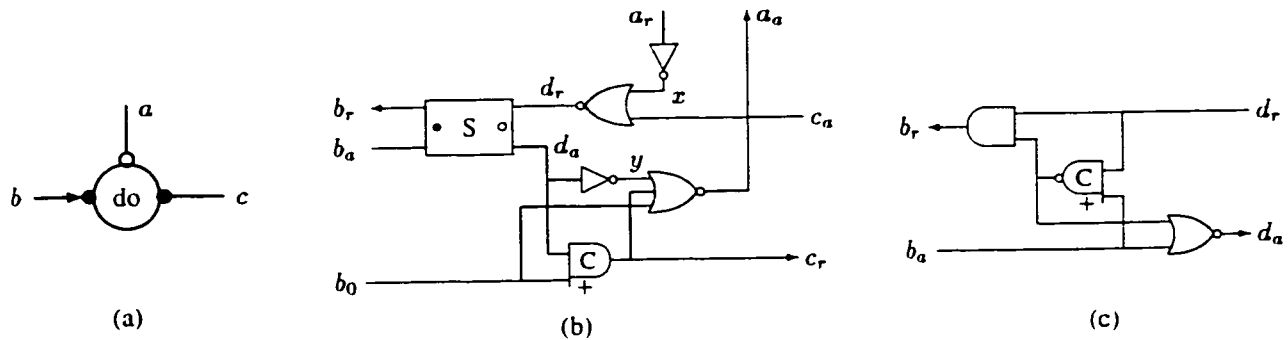 a
b
do
c
(a)
a_r
a_a
d_r
x
b_r
S
c_a
b_a
d_a
y
C
+
c_r
b_0
(b)
d_r
b_r
C
+
d_a
b_a
(c)